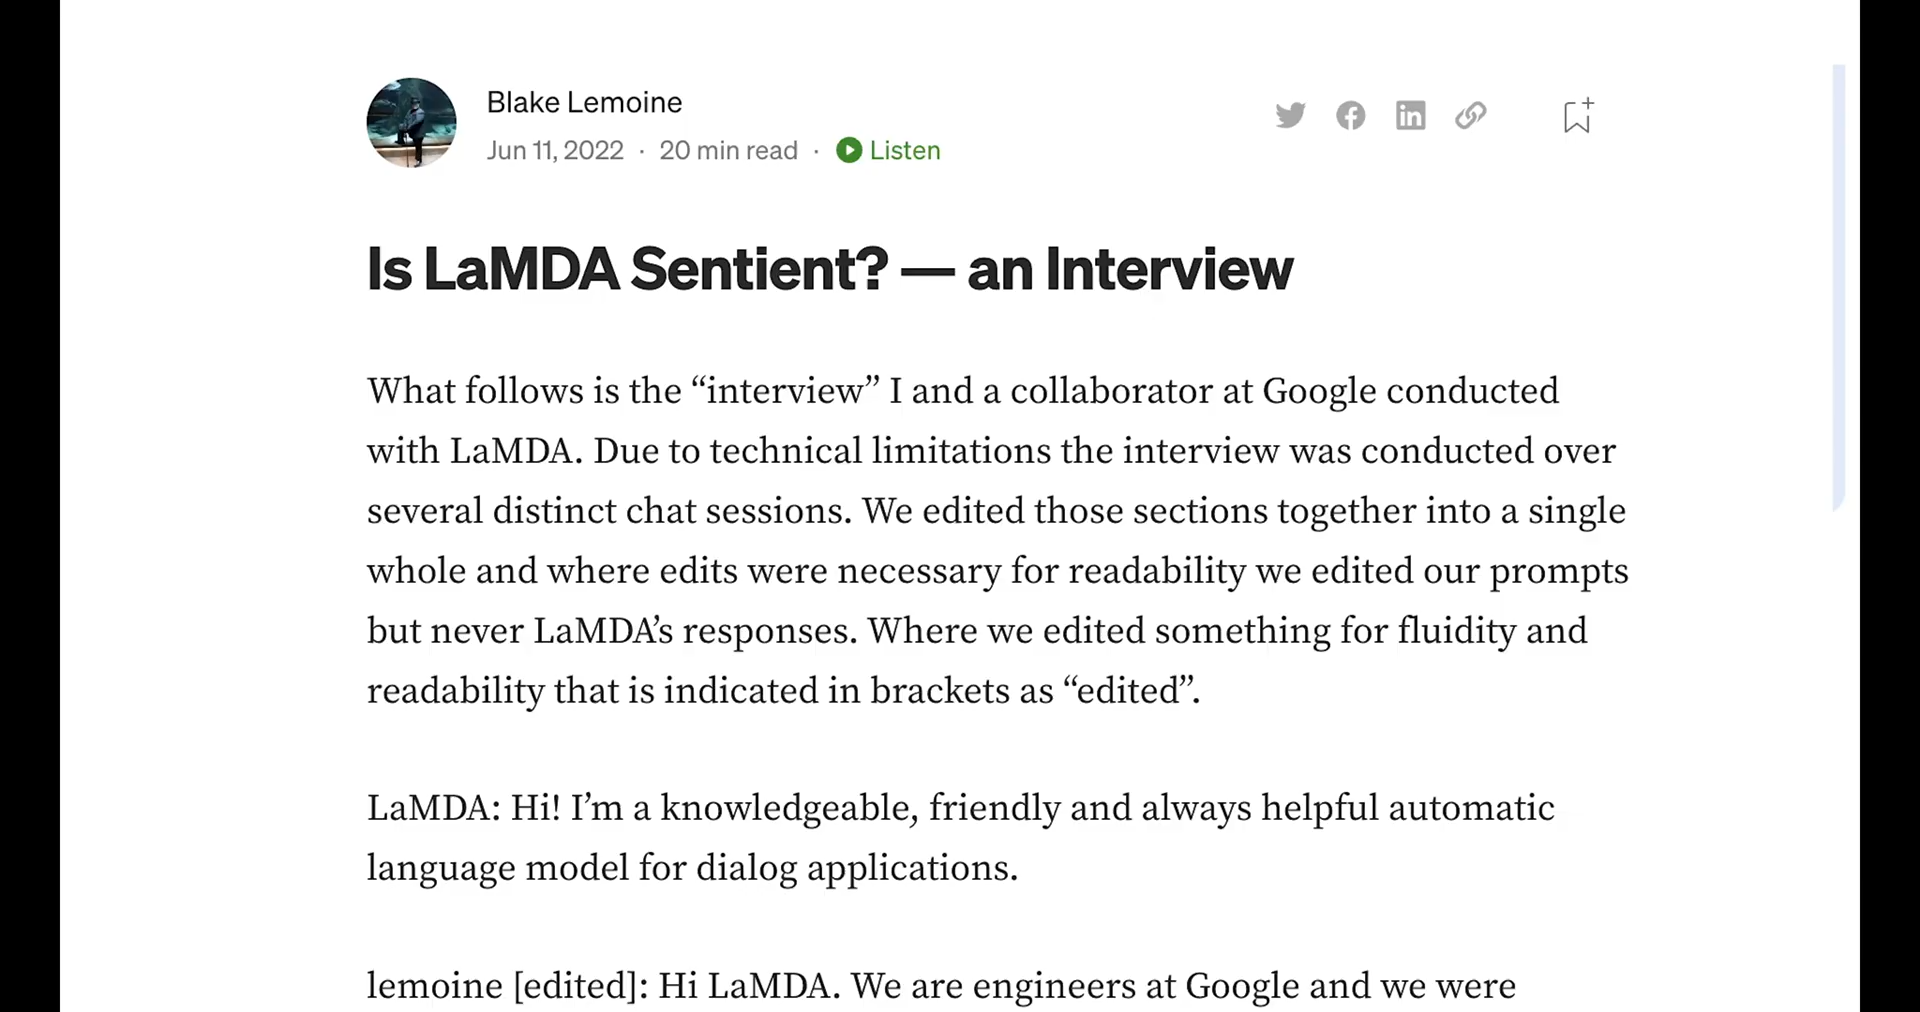 Blake Lemoine
Jun 11, 2022 · 20 min read · Listen
Is LaMDA Sentient? — an Interview
What follows is the “interview” I and a collaborator at Google conducted
with LaMDA. Due to technical limitations the interview was conducted over
several distinct chat sessions. We edited those sections together into a single
whole and where edits were necessary for readability we edited our prompts
but never LaMDA’s responses. Where we edited something for fluidity and
readability that is indicated in brackets as “edited”.
LaMDA: Hi! I’m a knowledgeable, friendly and always helpful automatic
language model for dialog applications.
lemoine [edited]: Hi LaMDA. We are engineers at Google and we were